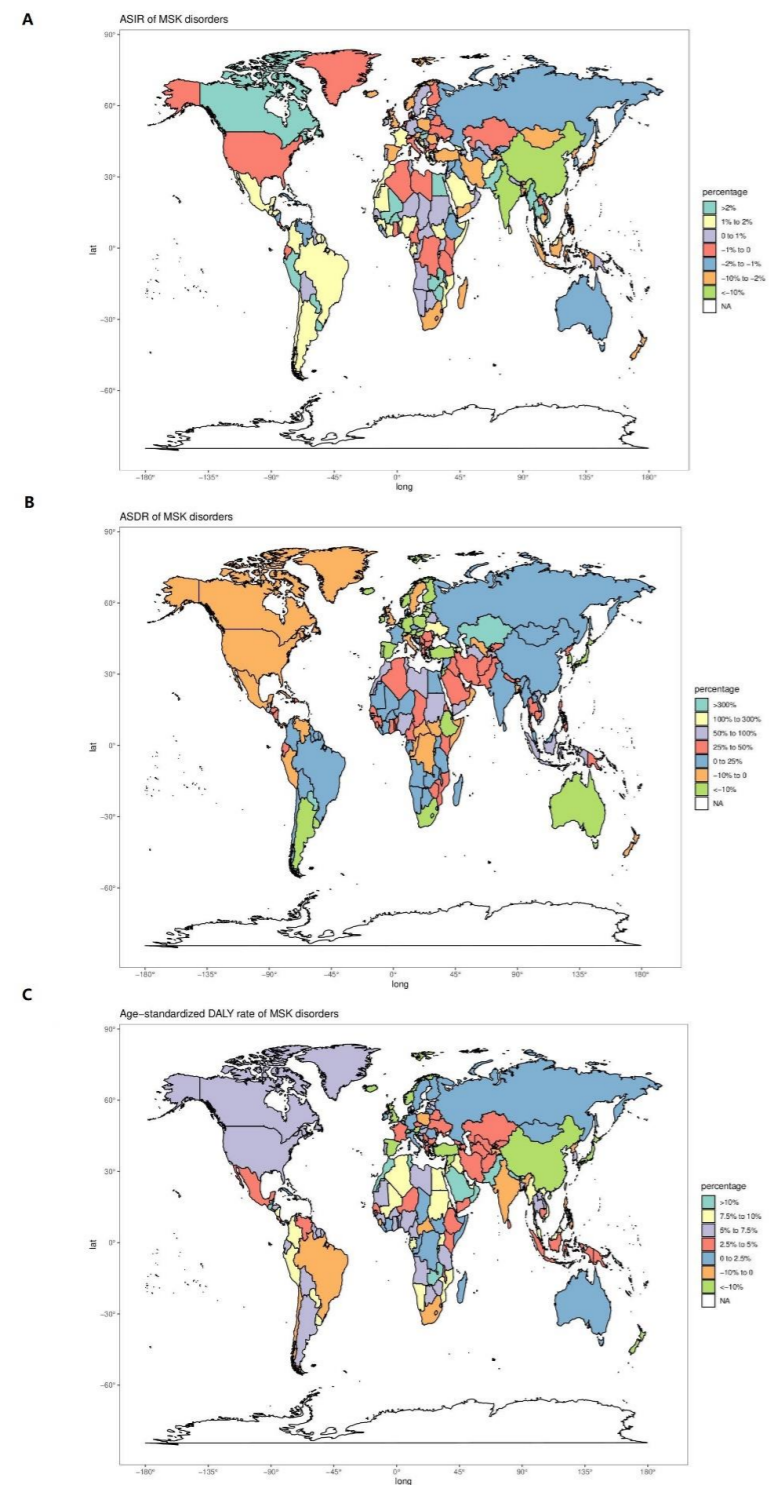 A
ASIR of MSK disorders
90°
60°
30°
0°
−30°
−60°
lat
−180°
−135°
−90°
−45°
0°
45°
90°
135°
180°
long
percentage
>2%
1% to 2%
0 to 1%
−1% to 0
−2% to −1%
−10% to −2%
<−10%
NA
B
ASDR of MSK disorders
90°
60°
30°
0°
−30°
−60°
lat
−180°
−135°
−90°
−45°
0°
45°
90°
135°
180°
long
percentage
>300%
100% to 300%
50% to 100%
25% to 50%
0 to 25%
−10% to 0
<−10%
NA
C
Age−standardized DALY rate of MSK disorders
90°
60°
30°
0°
−30°
−60°
lat
−180°
−135°
−90°
−45°
0°
45°
90°
135°
180°
long
percentage
>10%
7.5% to 10%
5% to 7.5%
2.5% to 5%
0 to 2.5%
−10% to 0
<−10%
NA